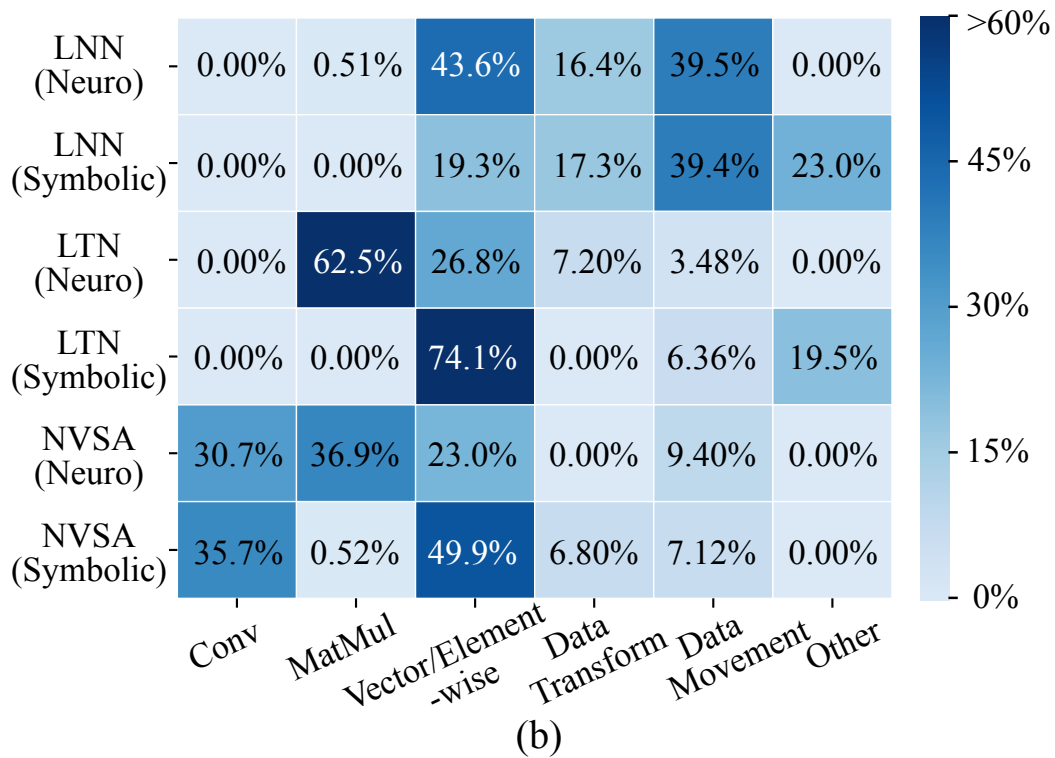 LNN
(Neuro)
0.00% 0.51% 43.6% 16.4% 39.5% 0.00%
LNN
(Symbolic)
0.00% 0.00% 19.3% 17.3% 39.4% 23.0%
LTN
(Neuro)
0.00% 62.5% 26.8% 7.20% 3.48% 0.00%
LTN
(Symbolic)
0.00% 0.00% 74.1% 0.00% 6.36% 19.5%
NVSA
(Neuro)
30.7% 36.9% 23.0% 0.00% 9.40% 0.00%
NVSA
(Symbolic)
35.7% 0.52% 49.9% 6.80% 7.12% 0.00%
Conv
MatMul
Vector/Element
-wise
Data
Transform
Data
Movement
Other
>60%
45%
30%
15%
0%
(b)